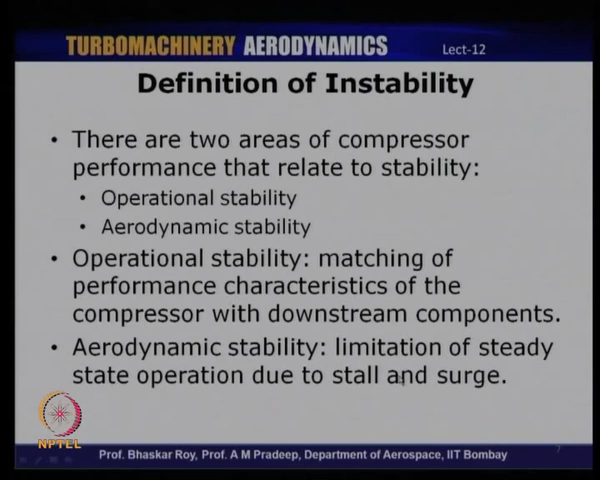 TURBOMACHINERY AERODYNAMICS Lect-12
Definition of Instability
• There are two areas of compressor
performance that relate to stability:
• Operational stability
• Aerodynamic stability
• Operational stability: matching of
performance characteristics of the
compressor with downstream components.
• Aerodynamic stability: limitation of steady
state operation due to stall and surge.
NPTEL
Prof. Bhaskar Roy, Prof. A M Pradeep, Department of Aerospace, IIT Bombay
7